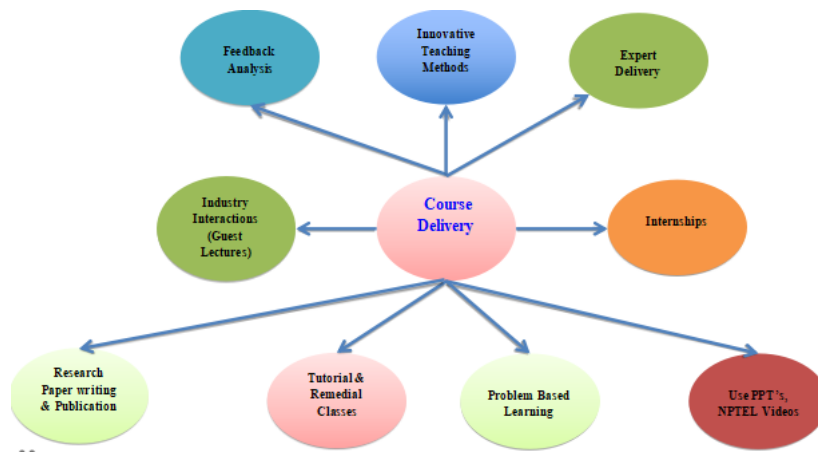 Feedback
Analysis
Innovative
Teaching
Methods
Expert
Delivery
Industry
Interactions
(Guest
Lectures)
Course
Delivery
Internships
Research
Paper writing
& Publication
Tutorial &
Remedial
Classes
Problem Based
Learning
Use PPT's,
NPTEL Videos